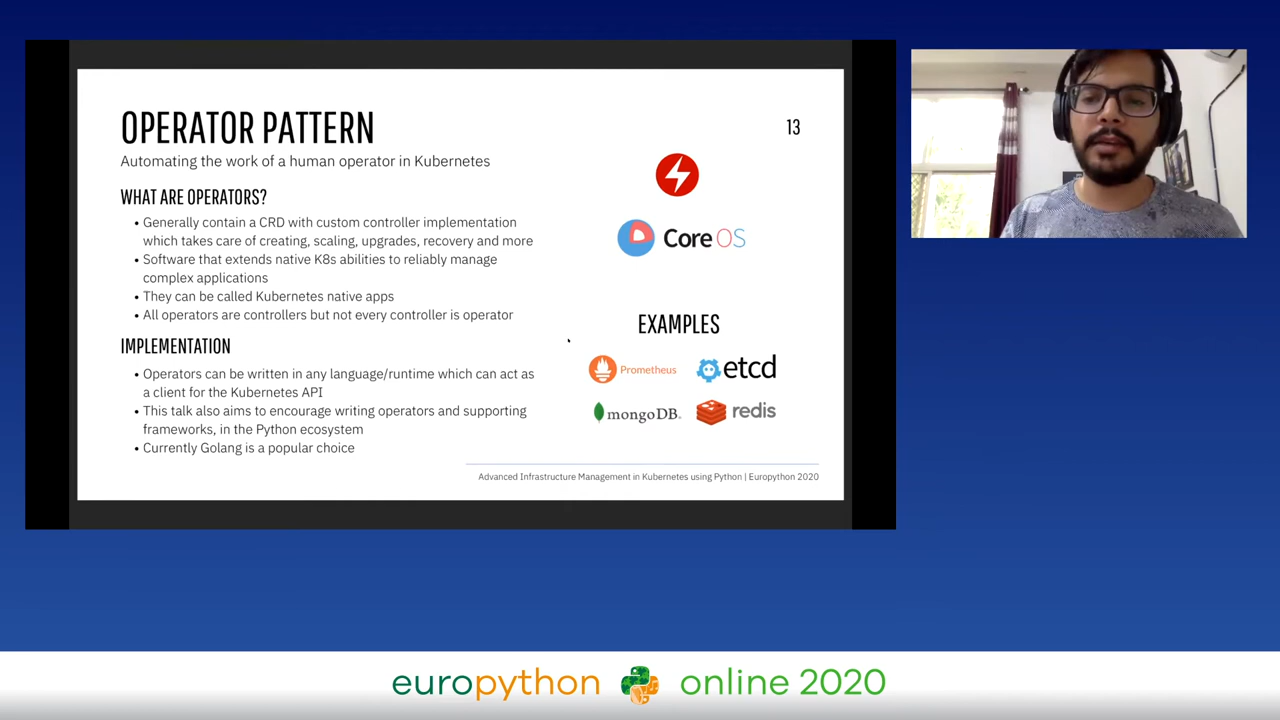 OPERATOR PATTERN
13
Automating the work of a human operator in Kubernetes
WHAT ARE OPERATORS?
• Generally contain a CRD with custom controller implementation
which takes care of creating, scaling, upgrades, recovery and more
• Software that extends native K8s abilities to reliably manage
complex applications
• They can be called Kubernetes native apps
• All operators are controllers but not every controller is operator
IMPLEMENTATION
• Operators can be written in any language/runtime which can act as
a client for the Kubernetes API
• This talk also aims to encourage writing operators and supporting
frameworks, in the Python ecosystem
• Currently Golang is a popular choice
Core OS
EXAMPLES
Prometheus
etcd
mongoDB
redis
Advanced Infrastructure Management in Kubernetes using Python | Europython 2020
europython online 2020